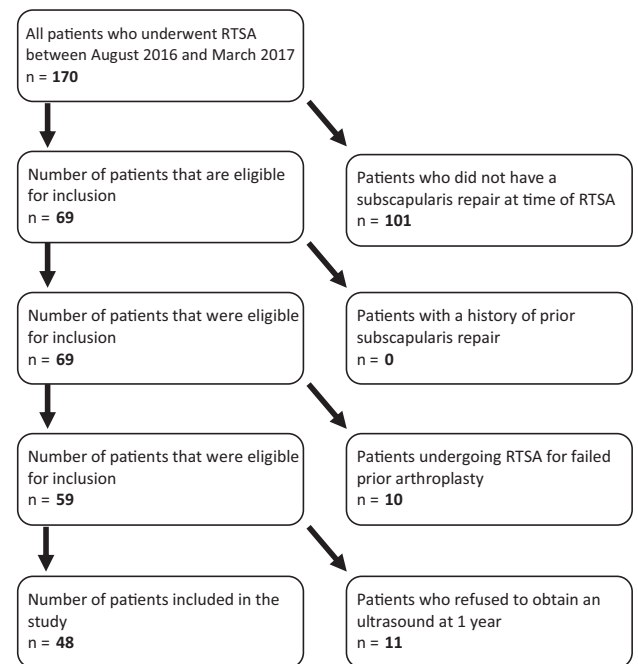 All patients who underwent RTSA
between August 2016 and March 2017
n = 170
Number of patients that are eligible
for inclusion
n = 69
Patients who did not have a
subscapularis repair at time of RTSA
n = 101
Number of patients that were eligible
for inclusion
n = 69
Patients with a history of prior
subscapularis repair
n = 0
Number of patients that were eligible
for inclusion
n = 59
Patients undergoing RTSA for failed
prior arthroplasty
n = 10
Number of patients included in the
study
n = 48
Patients who refused to obtain an
ultrasound at 1 year
n = 11